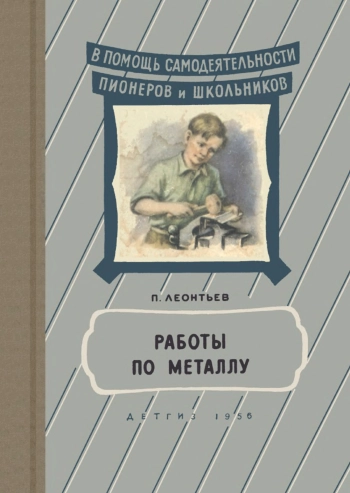 В ПОМОЩЬ САМОДЕЯТЕЛЬНОСТИ
ПИОНЕРОВ и ШКОЛЬНИКОВ
П. ЛЕОНТЬЕВ
РАБОТЫ
ПО МЕТАЛЛУ
ДЕТГИЗ 1956